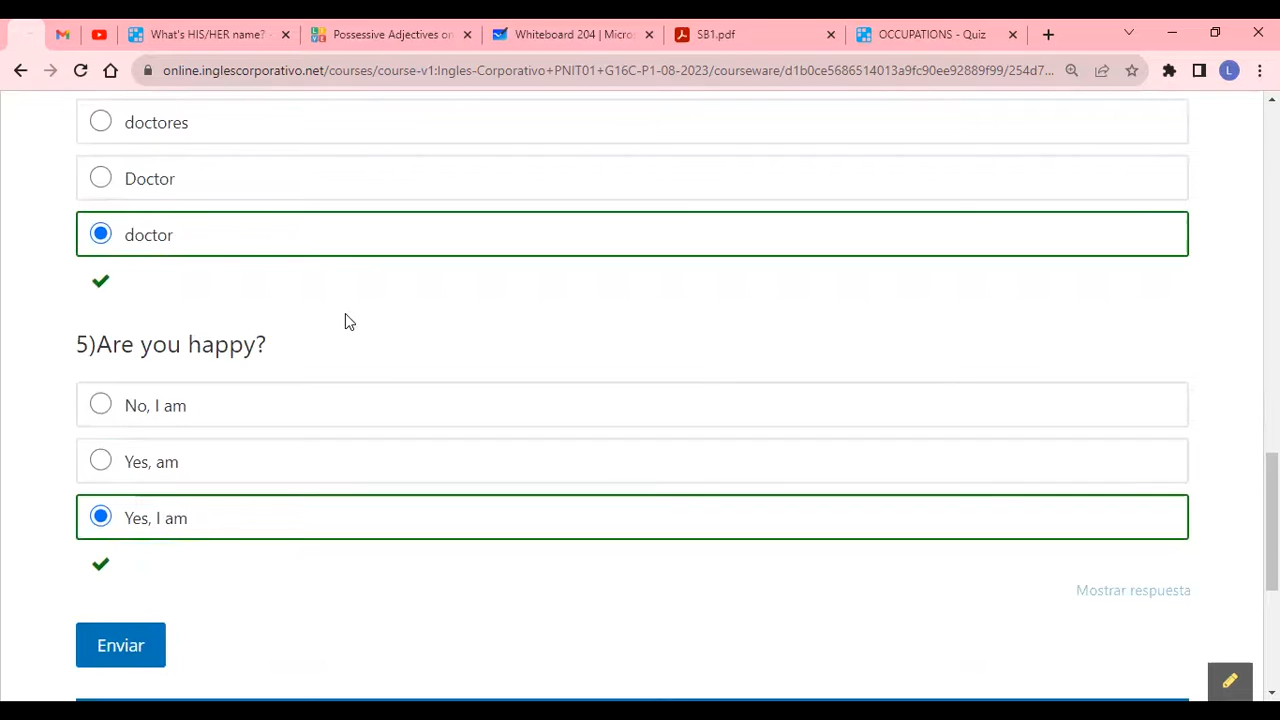 What's HIS/HER name? -
Possessive Adjectives on
Whiteboard 204 | Micro
SB1.pdf
OCCUPATIONS - Quiz
online.inglescorporativo.net/courses/course-v1:Ingles-Corporativo+PNIT01+G16C-P1-08-2023/courseware/d1b0ce5686514013a9fc90ee92889f99/254d7...
L
doctores
Doctor
doctor
5)Are you happy?
No, I am
Yes, am
Yes, I am
Mostrar respuesta
Enviar